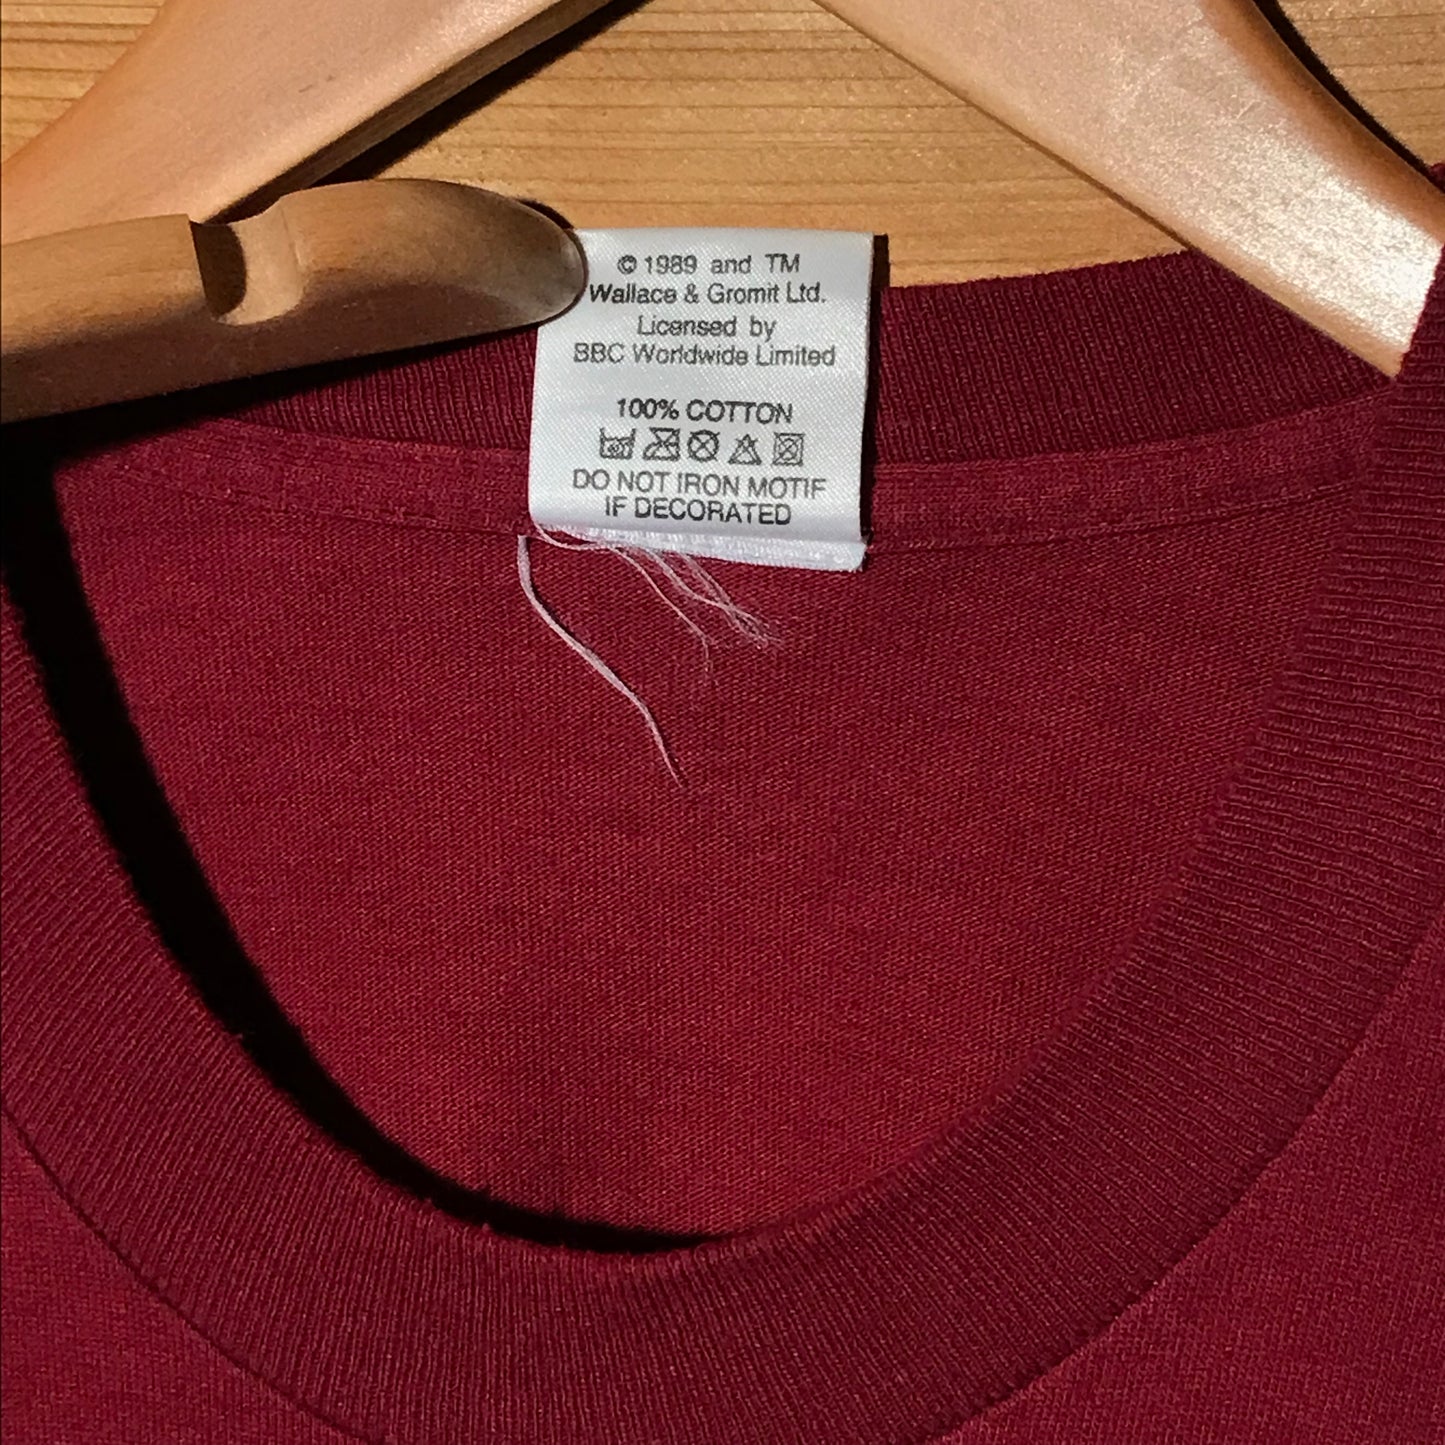 © 1989 and TM
Wallace & Gromit Ltd.
Licensed by
BBC Worldwide Limited
100% COTTON
DO NOT IRON MOTIF
IF DECORATED